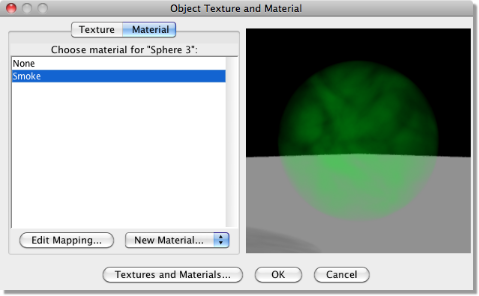 Object Texture and Material
Texture Material
Choose material for "Sphere 3":
None
Smoke
Edit Mapping... New Material...
Textures and Materials... OK Cancel